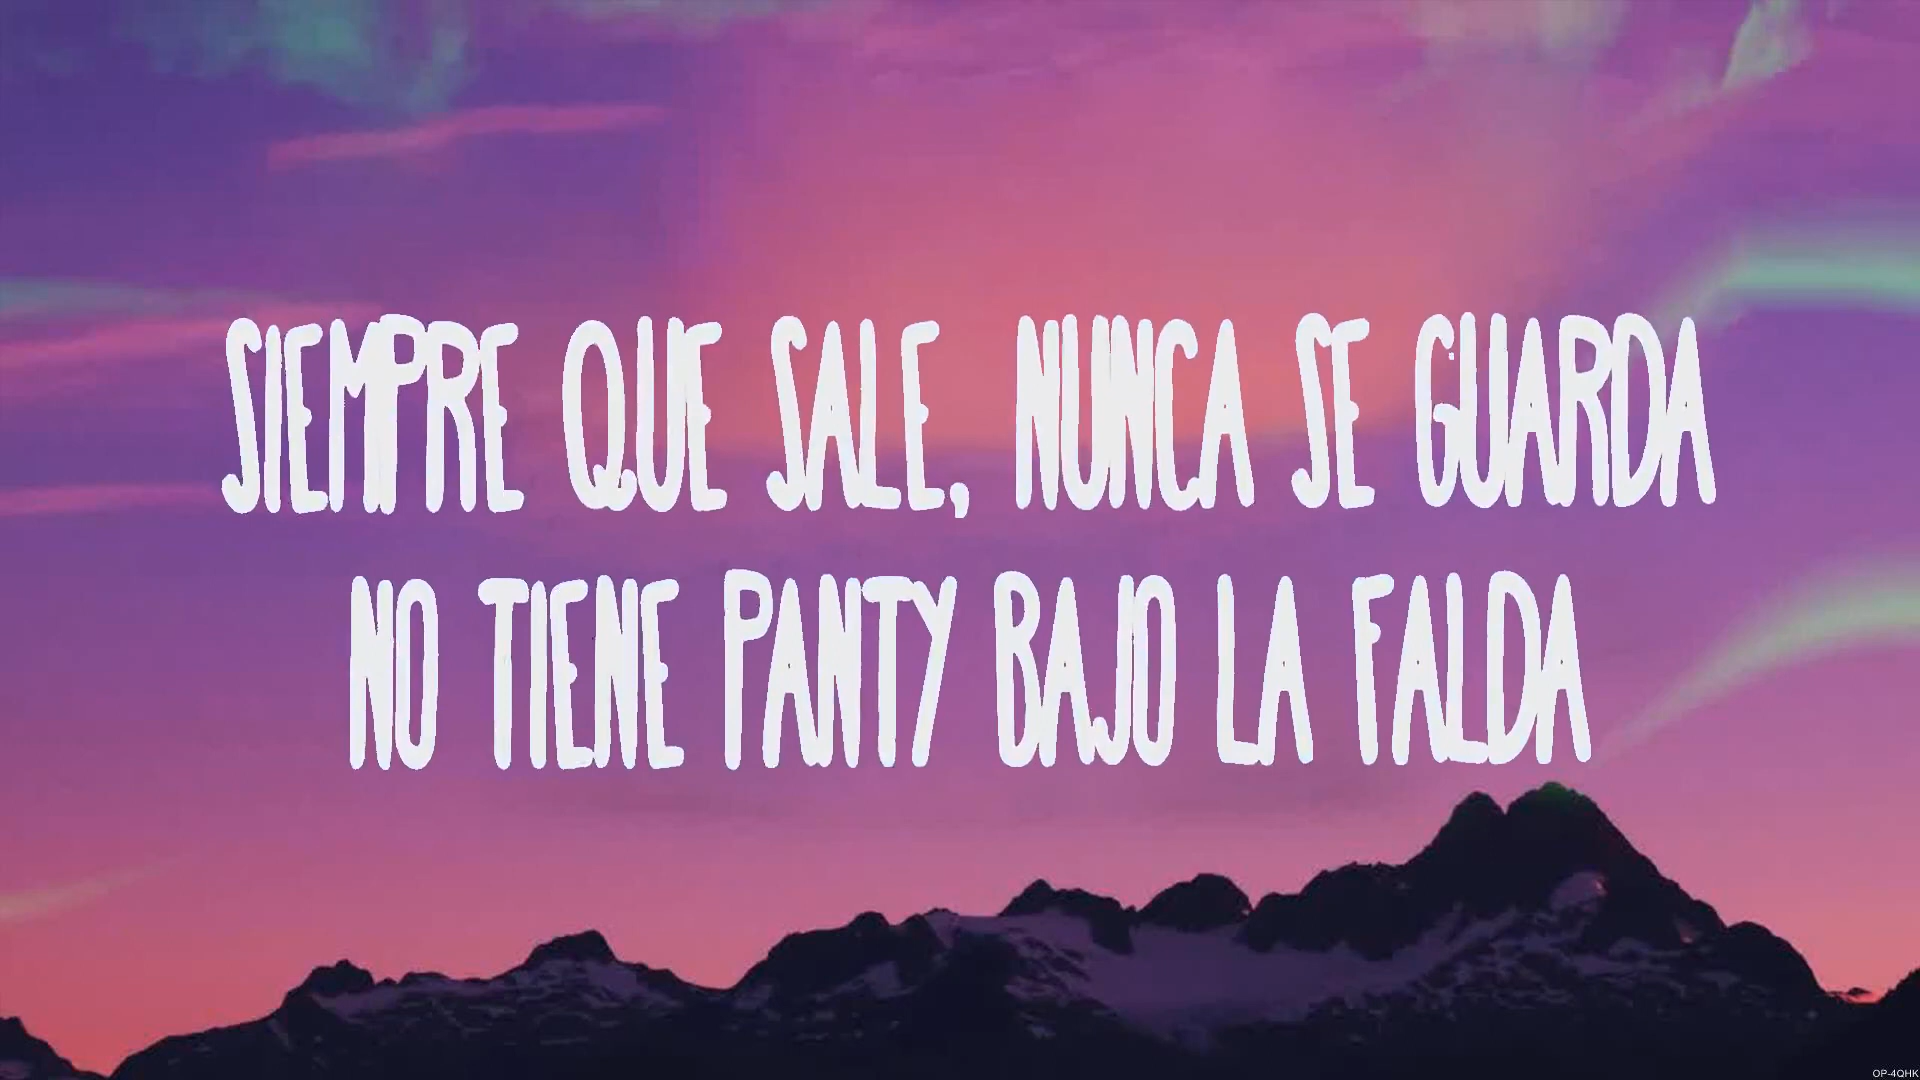 SIEMPRE QUE SALE, NUNCA SE GUARDA
NO TIENE PANTY BAJO LA FALDA
OP-4QHK